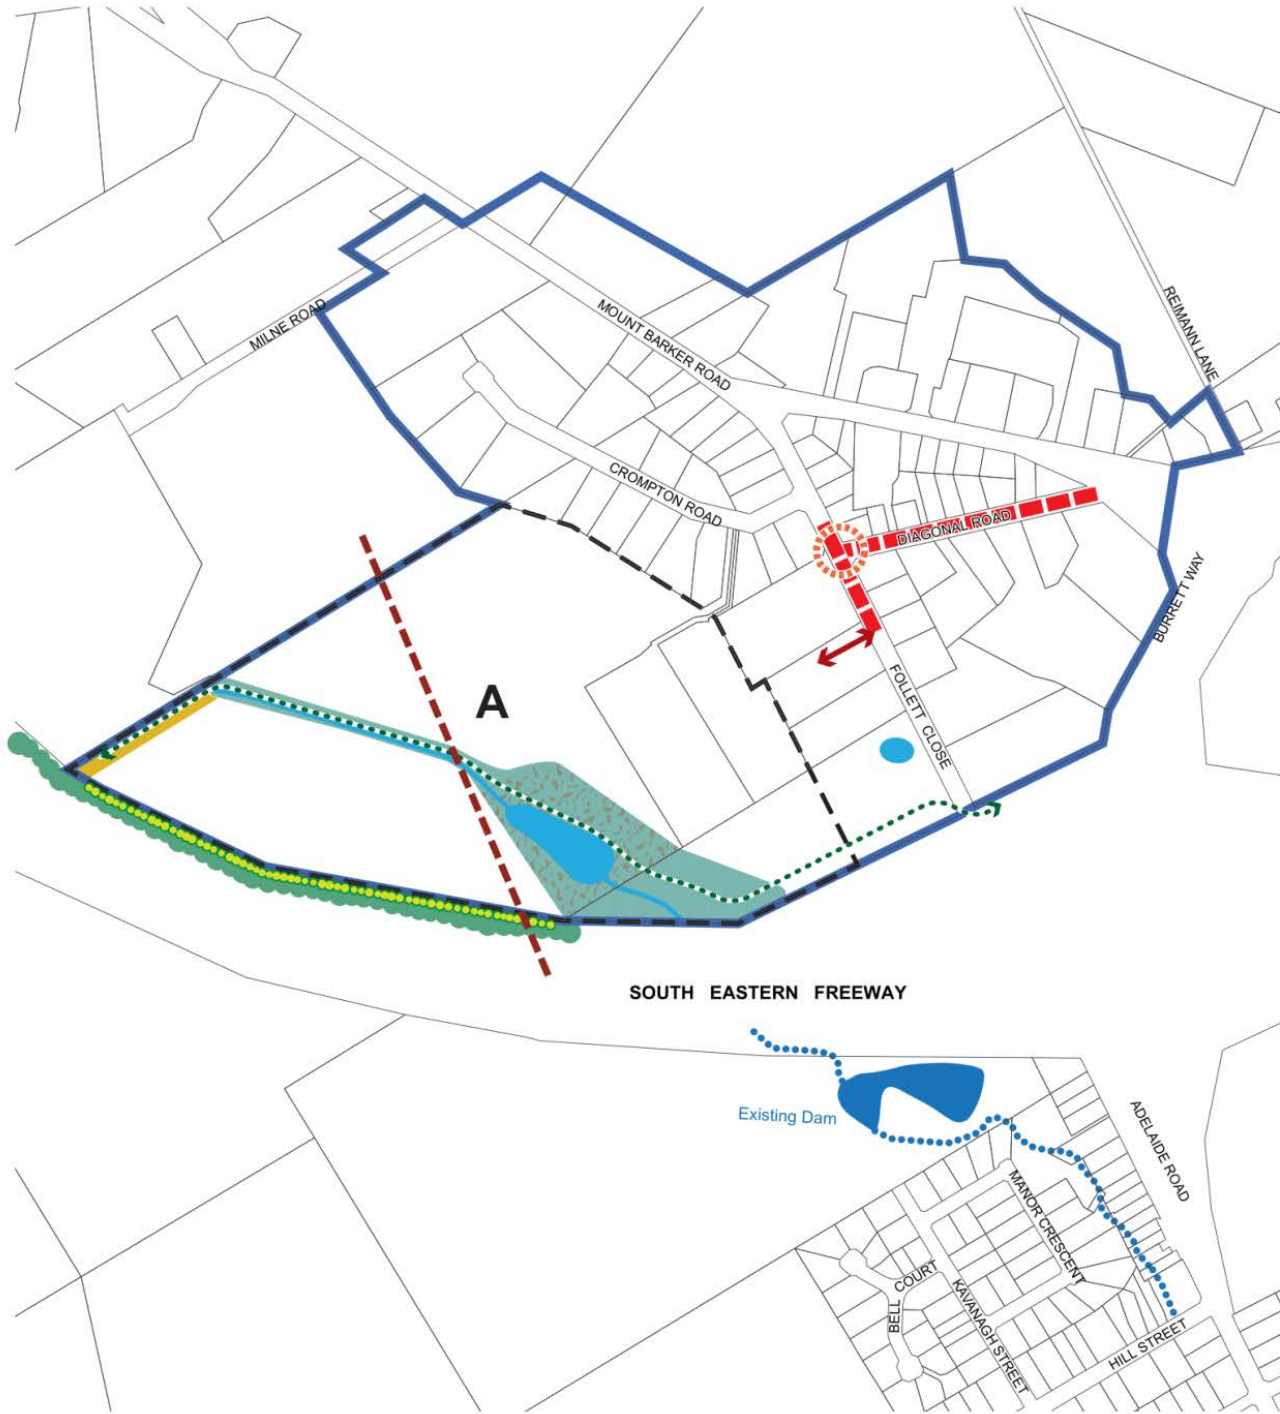 REIMANN LANE
MILNE ROAD
MOUNT BARKER ROAD
CROMPTON ROAD
DIAGONAL ROAD
BURRETT WAY
A
FOLLETT CLOSE
SOUTH EASTERN FREEWAY
Existing Dam
ADELAIDE ROAD
MANOR CRESCENT
BELL COURT
KAVANAGH STREET
HILL STREET